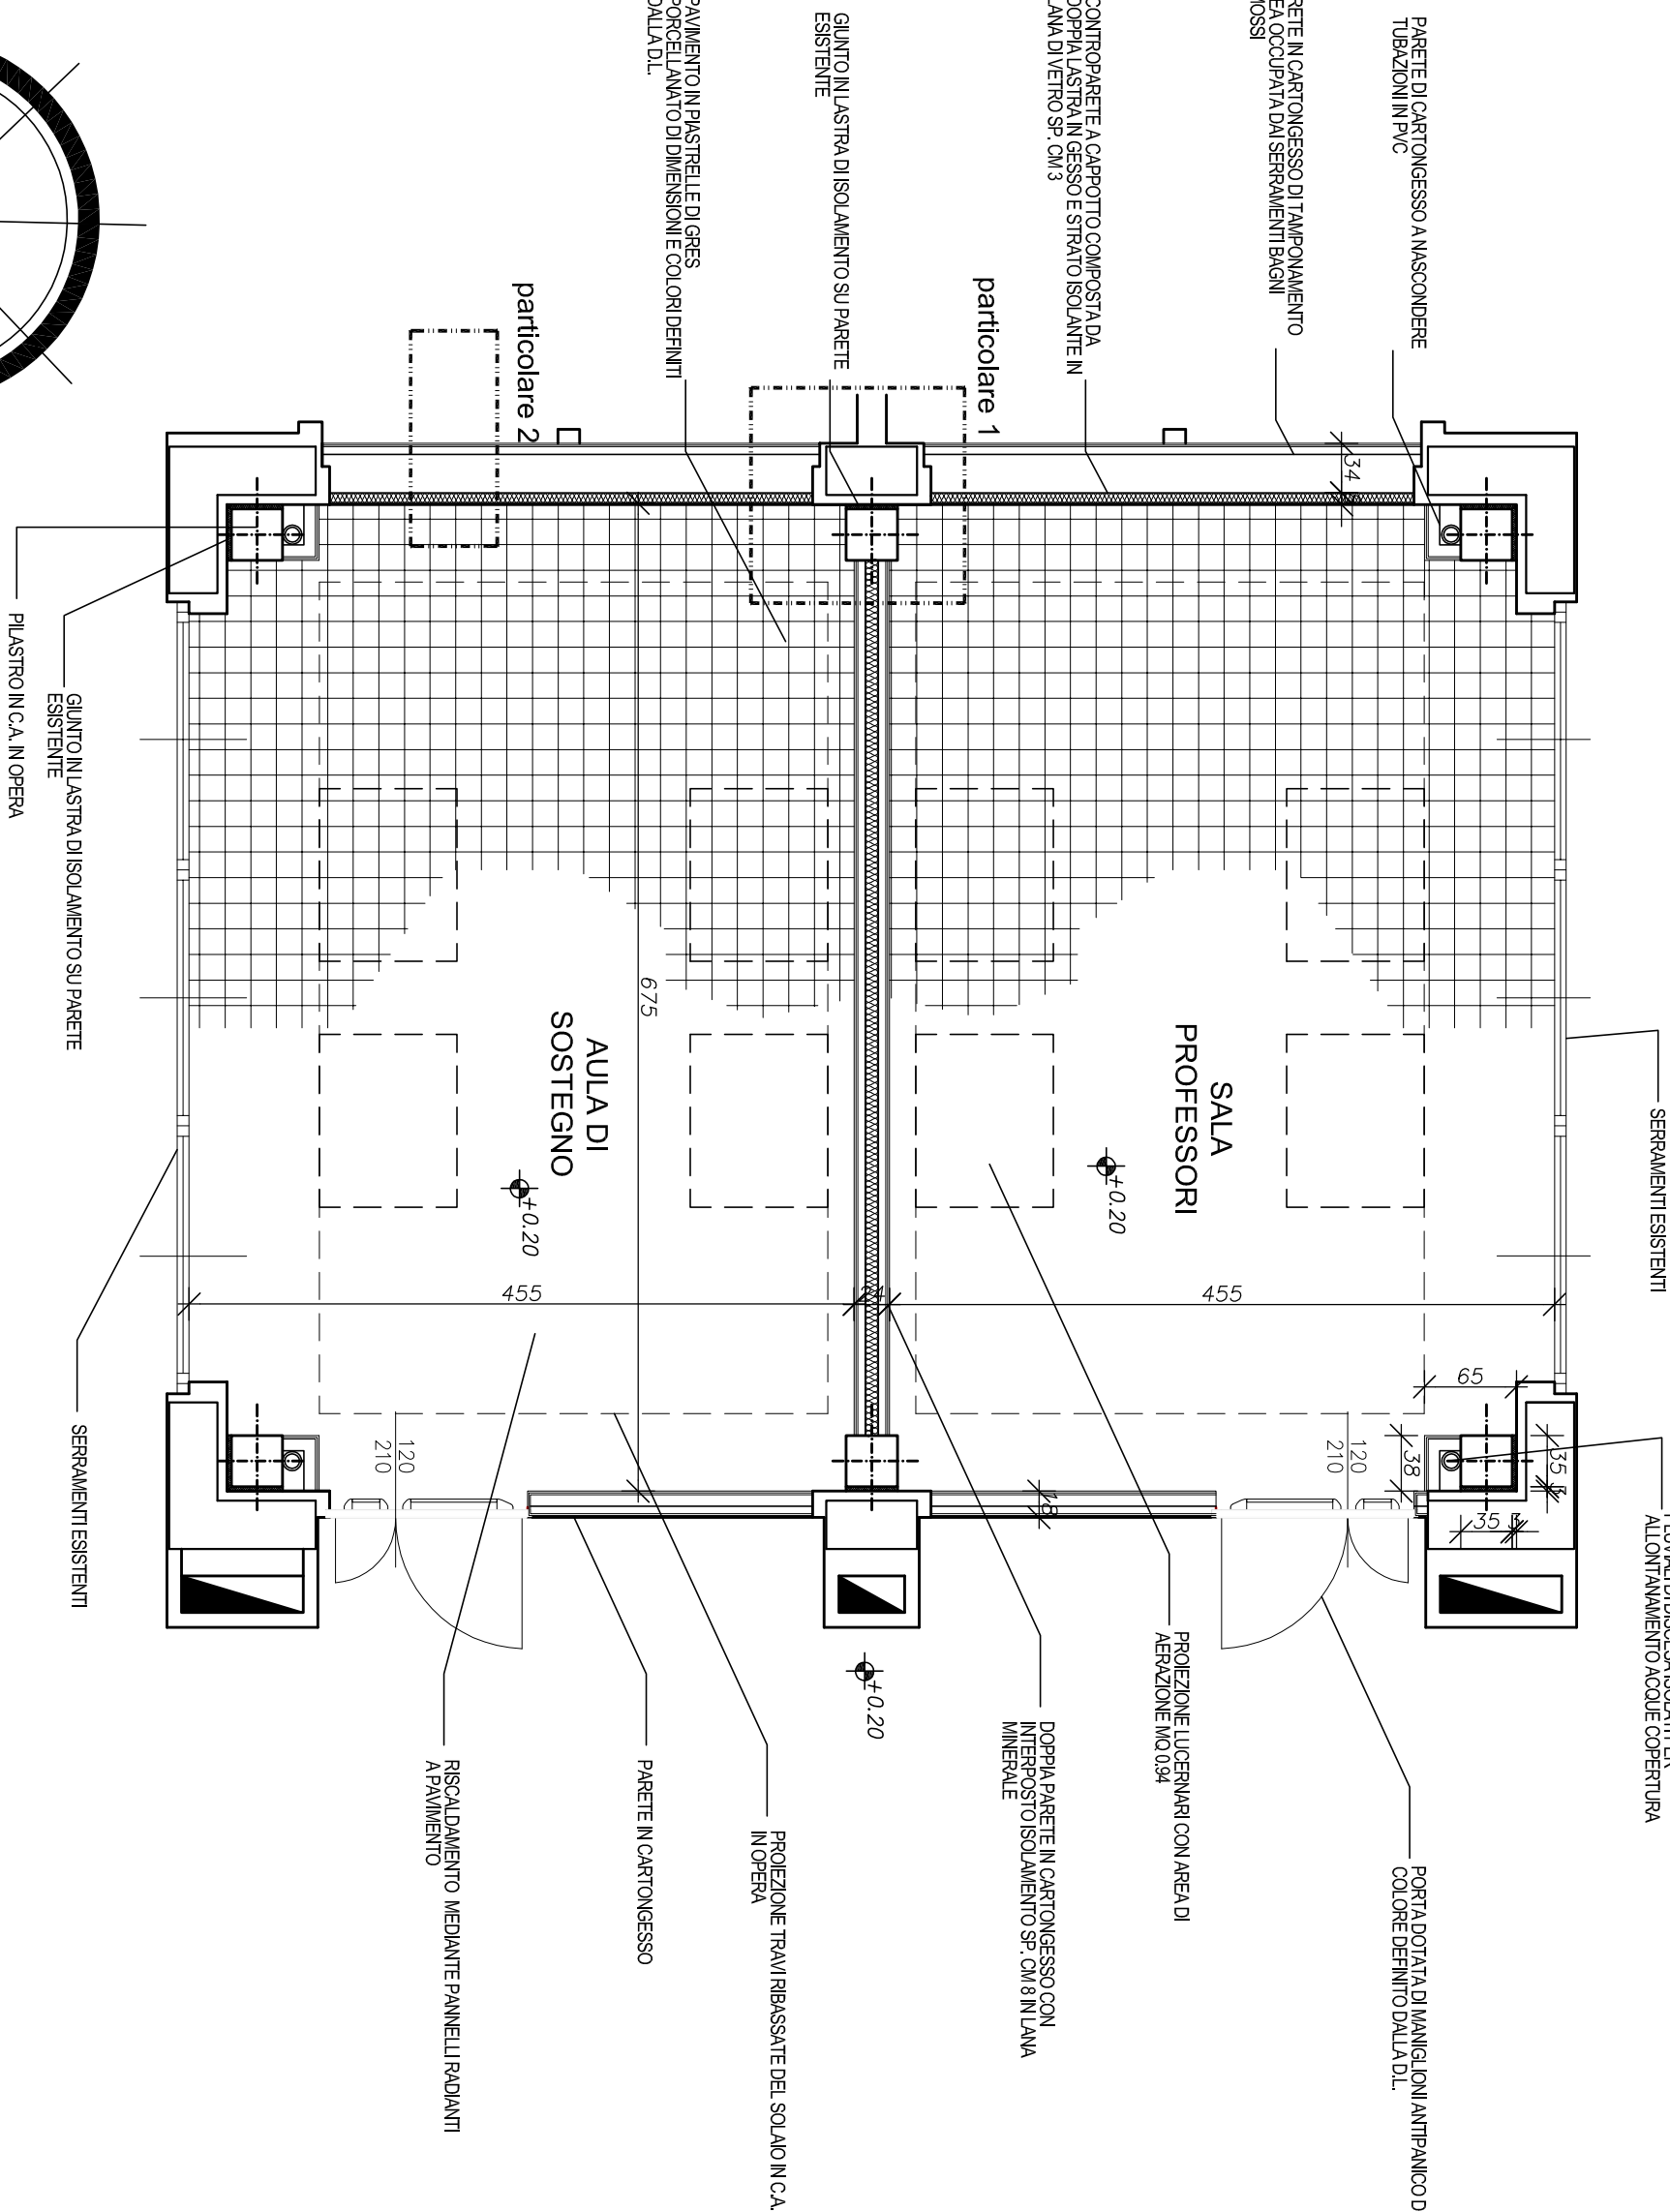 PARETE DI CARTONGESSO A NASCONDERE
TUBAZIONI IN PVC
RETE IN CARTONGESSO DI TAMPONAMENTO
EA OCCUPATA DAI SERRAMENTI BAGNI
MOSSI
CONTROPARETE A CAPPOTTO COMPOSTA DA
DOPPIA LASTRA IN GESSO E STRATO ISOLANTE IN
LANA DI VETRO SP. CM 3
GIUNTO IN LASTRA DI ISOLAMENTO SU PARETE
ESISTENTE
PAVIMENTO IN PIASTRELLE DI GRES
PORCELLANATO DI DIMENSIONI E COLORI DEFINITI
DALLA D.L.
particolare 1
particolare 2
34
675
SALA
PROFESSORI
+0.20
AULA DI
SOSTEGNO
+0.20
455
24
455
65
38
35
3
35
3
18
120
210
120
210
+0.20
SERRAMENTI ESISTENTI
ALLONTANAMENTO ACQUE COPERTURA
PORTA DOTATA DI MANIGLIONI ANTIPANICO D
COLORE DEFINITO DALLA D.L.
PROIEZIONE LUCERNARI CON AREA DI
AERAZIONE MQ 0.94
DOPPIA PARETE IN CARTONGESSO CON
INTERPOSTO ISOLAMENTO SP. CM 8 IN LANA
MINERALE
PROIEZIONE TRAVI RIBASSATE DEL SOLAIO IN C.A.
IN OPERA
PARETE IN CARTONGESSO
RISCALDAMENTO MEDIANTE PANNELLI RADIANTI
A PAVIMENTO
GIUNTO IN LASTRA DI ISOLAMENTO SU PARETE
ESISTENTE
PILASTRO IN C.A. IN OPERA
SERRAMENTI ESISTENTI